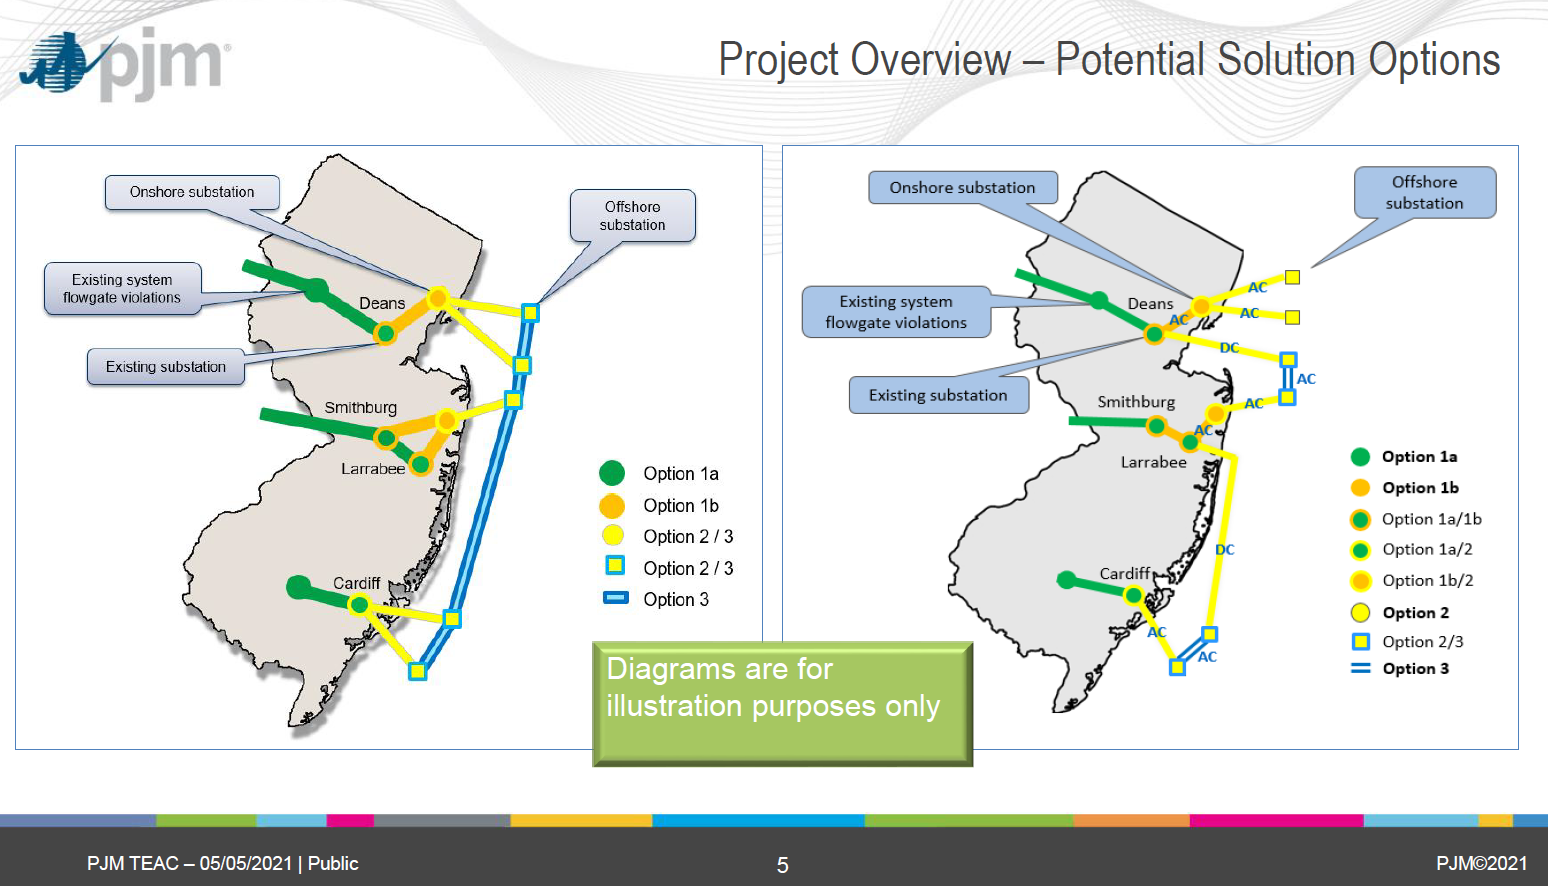 pjm®
Project Overview – Potential Solution Options
Onshore substation
Offshore
substation
Existing system
flowgate violations
Deans
Existing substation
Smithburg
Larrabee
Cardiff
Option 1a
Option 1b
Option 2 / 3
Option 2 / 3
Option 3
Onshore substation
Offshore
substation
Existing system
flowgate violations
Deans
AC
AC
AC
DC
AC
Existing substation
Smithburg
AC
AC
Larrabee
DC
Cardiff
AC
AC
Option 1a
Option 1b
Option 1a/1b
Option 1a/2
Option 1b/2
Option 2
Option 2/3
Option 3
Diagrams are for
illustration purposes only
PJM TEAC – 05/05/2021 | Public
5
PJM©2021